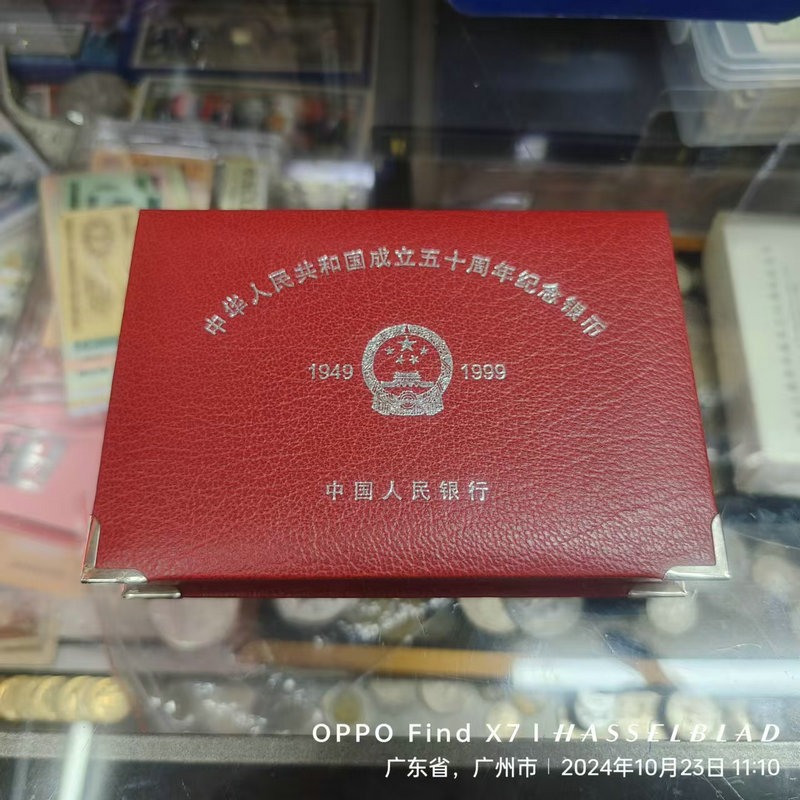 中华人民共和国成立五十周年纪念银币
1949 1999
中国人民银行
OPPO Find X7 | HASSELBLAD
广东省，广州市 | 2024年10月23日 11:10